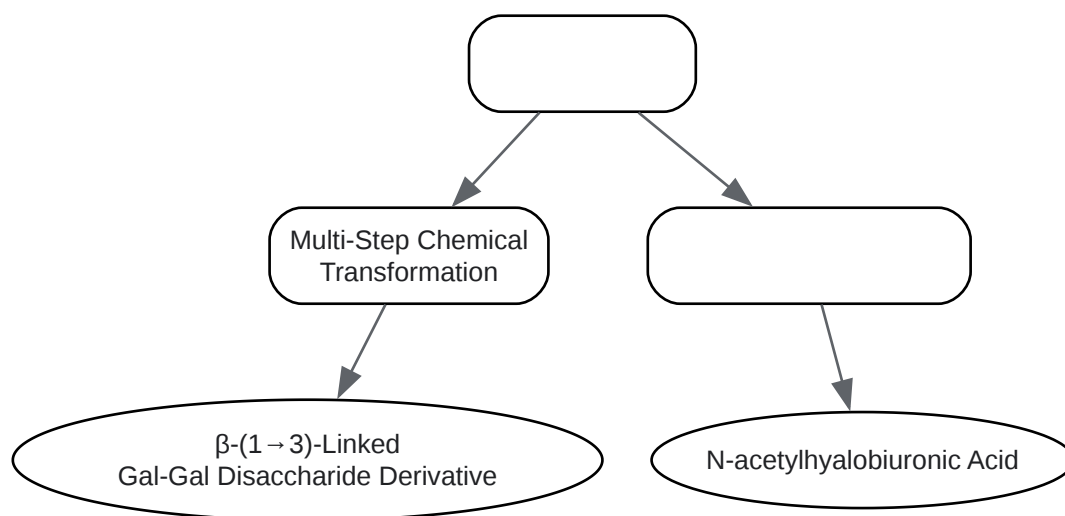 Multi-Step Chemical
Transformation
β-(1→3)-Linked
Gal-Gal Disaccharide Derivative
N-acetylhyalobiuronic Acid